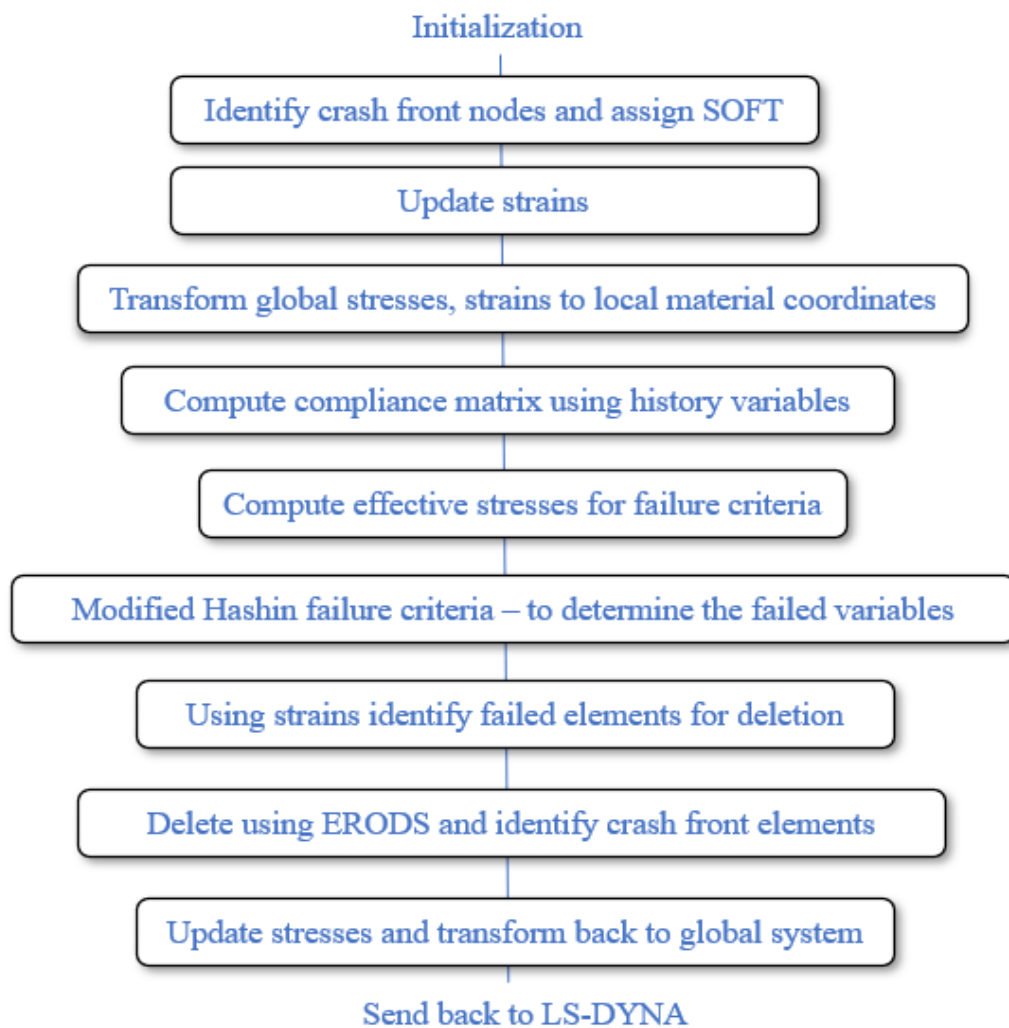 Initialization
Identify crash front nodes and assign SOFT
Update strains
Transform global stresses, strains to local material coordinates
Compute compliance matrix using history variables
Compute effective stresses for failure criteria
Modified Hashin failure criteria – to determine the failed variables
Using strains identify failed elements for deletion
Delete using ERODS and identify crash front elements
Update stresses and transform back to global system
Send back to LS-DYNA